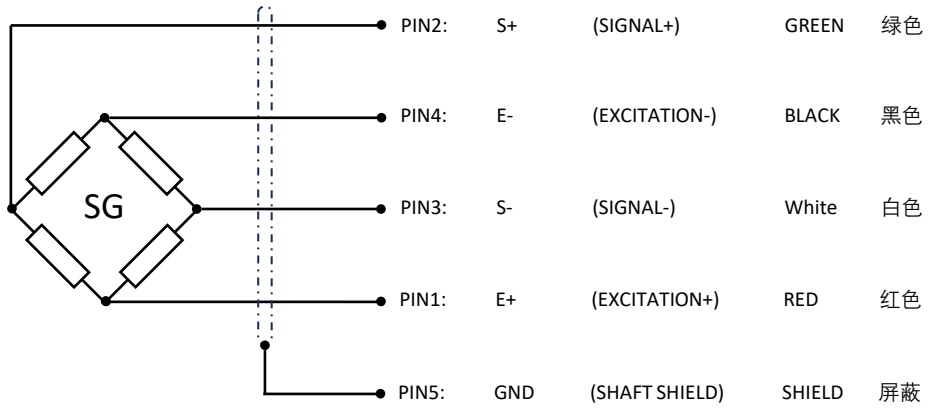 PIN2: S+ (SIGNAL+) GREEN 绿色
PIN4: E- (EXCITATION-) BLACK 黑色
SG
PIN3: S- (SIGNAL-) White 白色
PIN1: E+ (EXCITATION+) RED 红色
PIN5: GND (SHAFT SHIELD) SHIELD 屏蔽